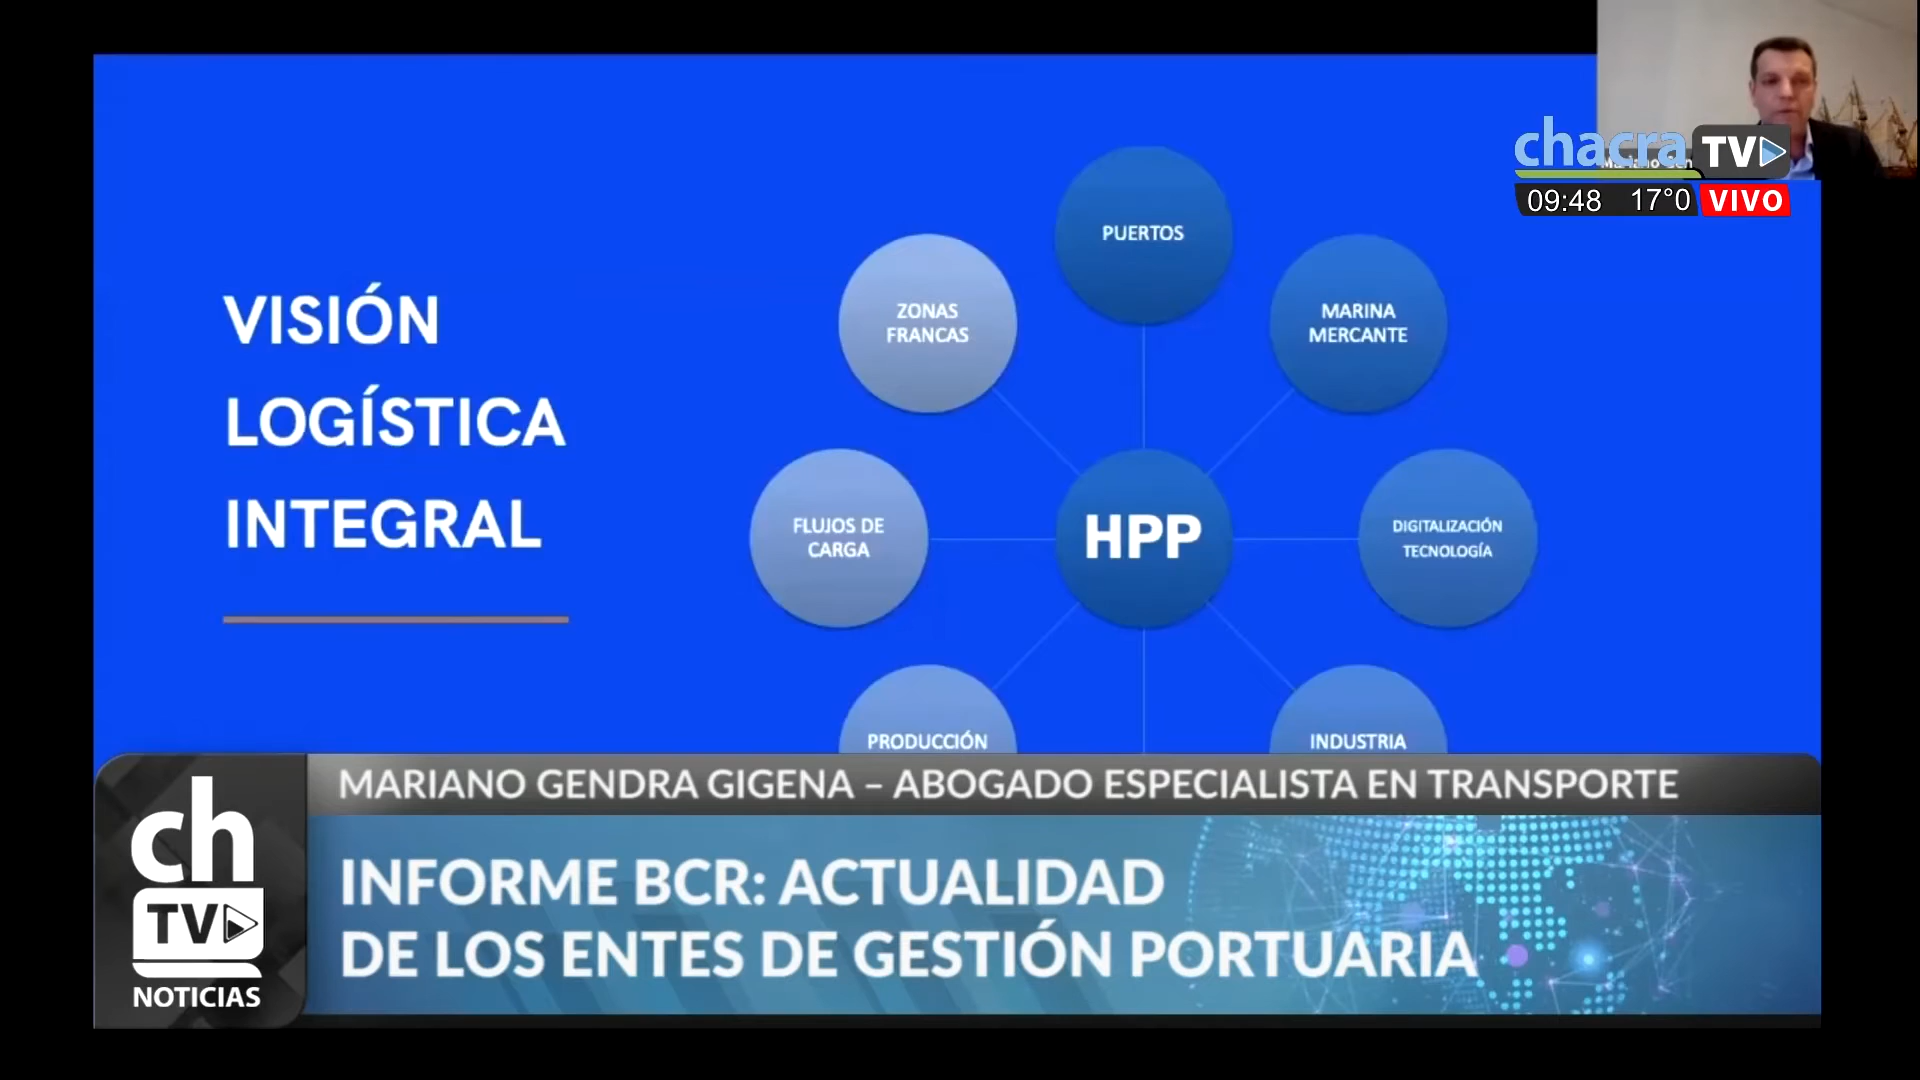 chacra TV
09:48 17°0 VIVO
PUERTOS
ZONAS
FRANCAS
MARINA
MERCANTE
VISIÓN
LOGÍSTICA
INTEGRAL
FLUJOS DE
CARGA
HPP
DIGITALIZACIÓN
TECNOLOGÍA
PRODUCCIÓN
INDUSTRIA
MARIANO GENDRA GIGENA – ABOGADO ESPECIALISTA EN TRANSPORTE
INFORME BCR: ACTUALIDAD
DE LOS ENTES DE GESTIÓN PORTUARIA
ch
TV
NOTICIAS